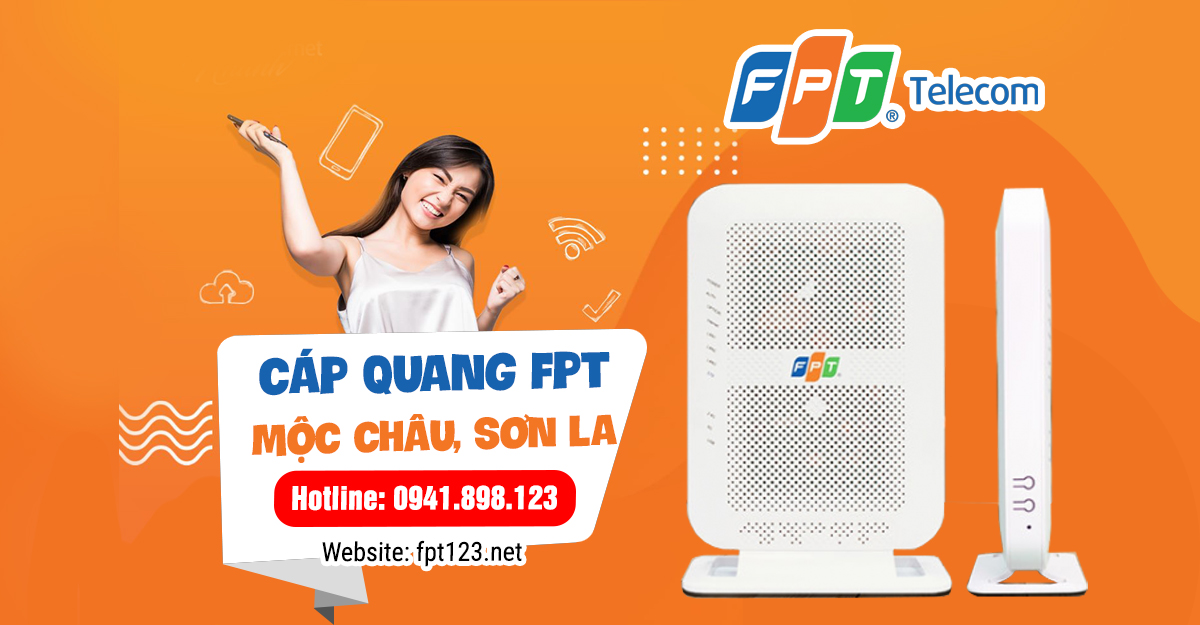 FPT® Telecom
FPT
CÁP QUANG FPT
MỘC CHÂU, SƠN LA
Hotline: 0941.898.123
Website: fpt123.net